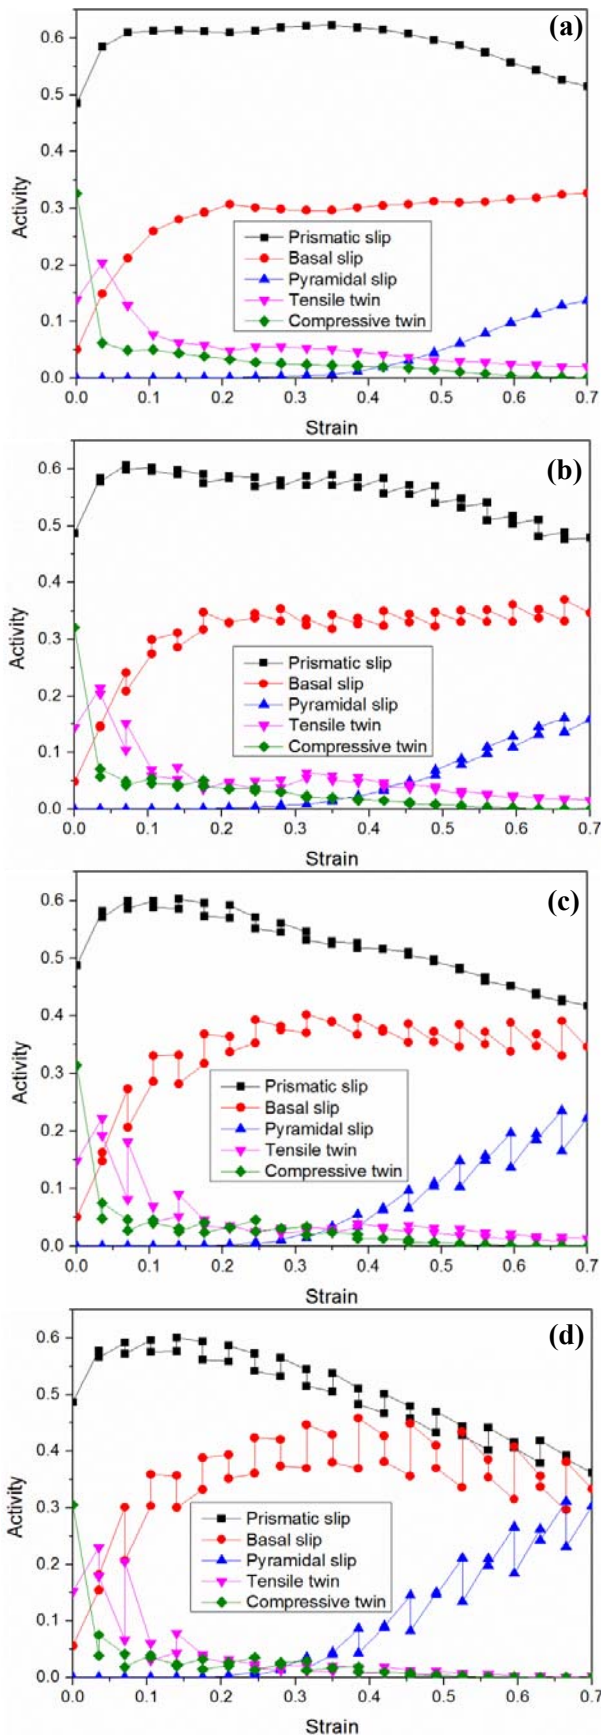 (a)
0.6
0.5
0.4
0.3
0.2
0.1
0.0
Activity
Prismatic slip
Basal slip
Pyramidal slip
Tensile twin
Compressive twin
0.0 0.1 0.2 0.3 0.4 0.5 0.6 0.7
Strain
(b)
0.6
0.5
0.4
0.3
0.2
0.1
0.0
Activity
Prismatic slip
Basal slip
Pyramidal slip
Tensile twin
Compressive twin
0.0 0.1 0.2 0.3 0.4 0.5 0.6 0.7
Strain
(c)
0.6
0.5
0.4
0.3
0.2
0.1
0.0
Activity
Prismatic slip
Basal slip
Pyramidal slip
Tensile twin
Compressive twin
0.0 0.1 0.2 0.3 0.4 0.5 0.6 0.7
Strain
(d)
0.6
0.5
0.4
0.3
0.2
0.1
0.0
Activity
Prismatic slip
Basal slip
Pyramidal slip
Tensile twin
Compressive twin
0.0 0.1 0.2 0.3 0.4 0.5 0.6 0.7
Strain